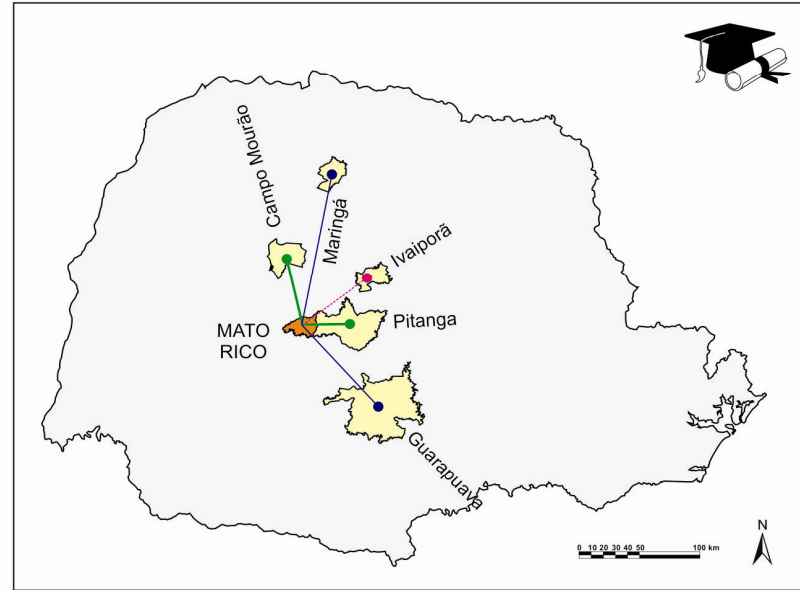 Campo Mourão
Maringá
Ivaiporã
Pitanga
MATO
RICO
Guarapuava
N
0 10 20 30 40 50 100 km